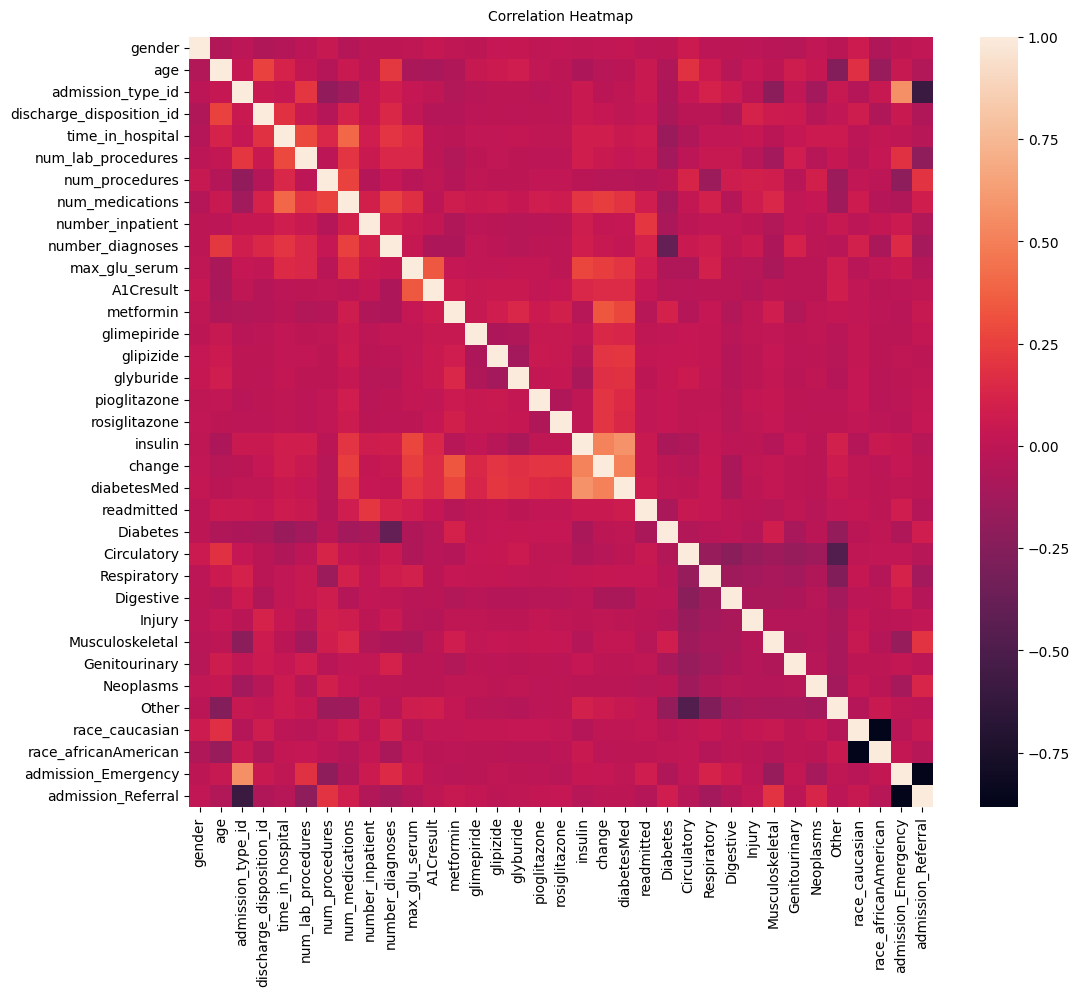 Correlation Heatmap
gender
age
admission_type_id
discharge_disposition_id
time_in_hospital
num_lab_procedures
num_procedures
num_medications
number_inpatient
number_diagnoses
max_glu_serum
A1Cresult
metformin
glimepiride
glipizide
glyburide
pioglitazone
rosiglitazone
insulin
change
diabetesMed
readmitted
Diabetes
Circulatory
Respiratory
Digestive
Injury
Musculoskeletal
Genitourinary
Neoplasms
Other
race_caucasian
race_africanAmerican
admission_Emergency
admission_Referral
gender
age
admission_type_id
discharge_disposition_id
time_in_hospital
num_lab_procedures
num_procedures
num_medications
number_inpatient
number_diagnoses
max_glu_serum
A1Cresult
metformin
glimepiride
glipizide
glyburide
pioglitazone
rosiglitazone
insulin
change
diabetesMed
readmitted
Diabetes
Circulatory
Respiratory
Digestive
Injury
Musculoskeletal
Genitourinary
Neoplasms
Other
race_caucasian
race_africanAmerican
admission_Emergency
admission_Referral
1.00
0.75
0.50
0.25
0.00
−0.25
−0.50
−0.75